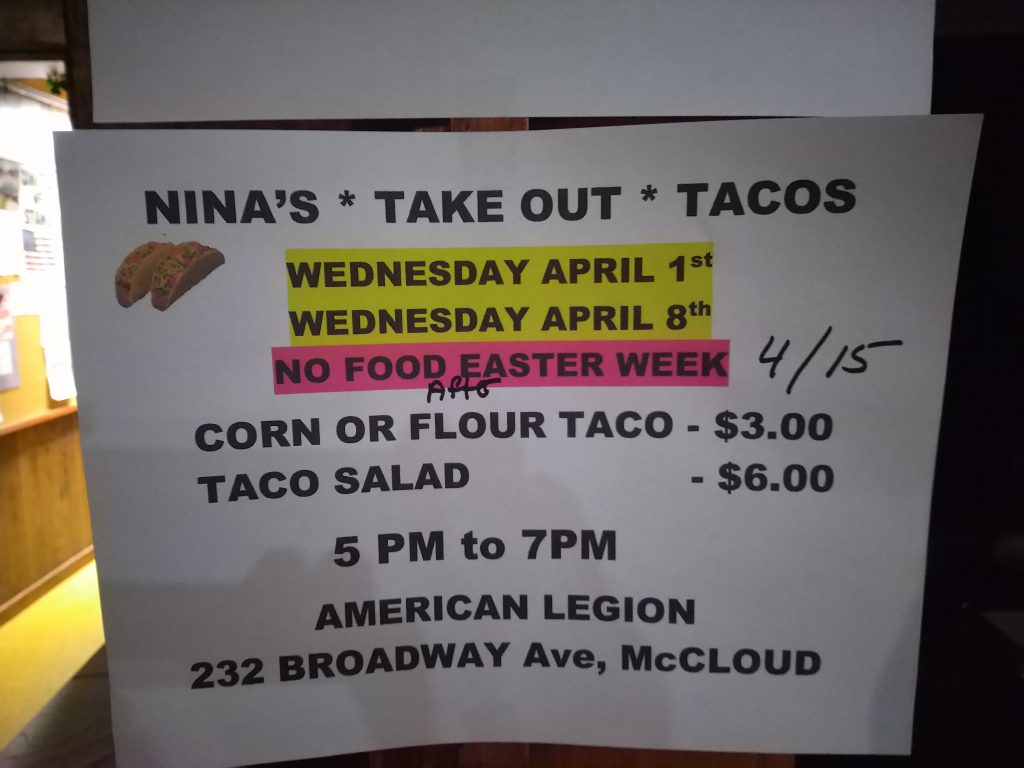 NINA'S * TAKE OUT * TACOS
WEDNESDAY APRIL 1st
WEDNESDAY APRIL 8th
NO FOOD EASTER WEEK 4/15
After
CORN OR FLOUR TACO - $3.00
TACO SALAD - $6.00
5 PM to 7PM
AMERICAN LEGION
232 BROADWAY Ave, McCLOUD